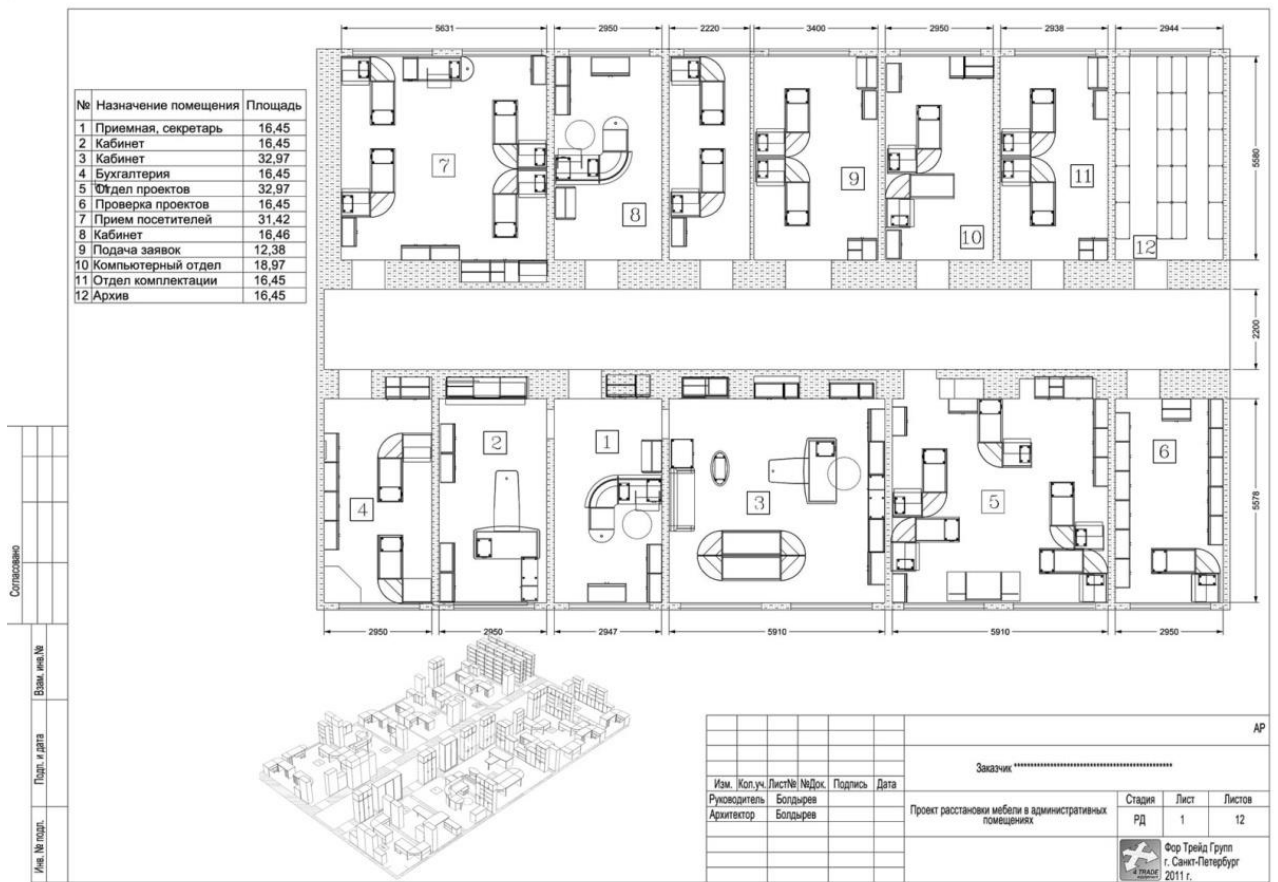 5631 2950 2220 3400 2950 2938 2944
№ Назначение помещения Площадь
1 Приемная, секретарь 16,45
2 Кабинет 16,45
3 Кабинет 32,97
4 Бухгалтерия 16,45
5 Отдел проектов 32,97
6 Проверка проектов 16,45
7 Прием посетителей 31,42
8 Кабинет 16,46
9 Подача заявок 12,38
10 Компьютерный отдел 18,97
11 Отдел комплектации 16,45
12 Архив 16,45
7
8
9
10
11
12
5580
2200
4
2
1
3
5
6
5578
2950 2950 2947 5910 5910 2950
Согласовано
Взам. инв.№
Подп. и дата
Инв. № подл.
АР
Заказчик ************************************************
Изм. Кол.уч. Лист№ №Док. Подпись Дата
Руководитель Болдырев
Архитектор Болдырев
Проект расстановки мебели в административных
помещениях
Стадия Лист Листов
РД 1 12
4 TRADE
Фор Трейд Групп
г. Санкт-Петербург
2011 г.